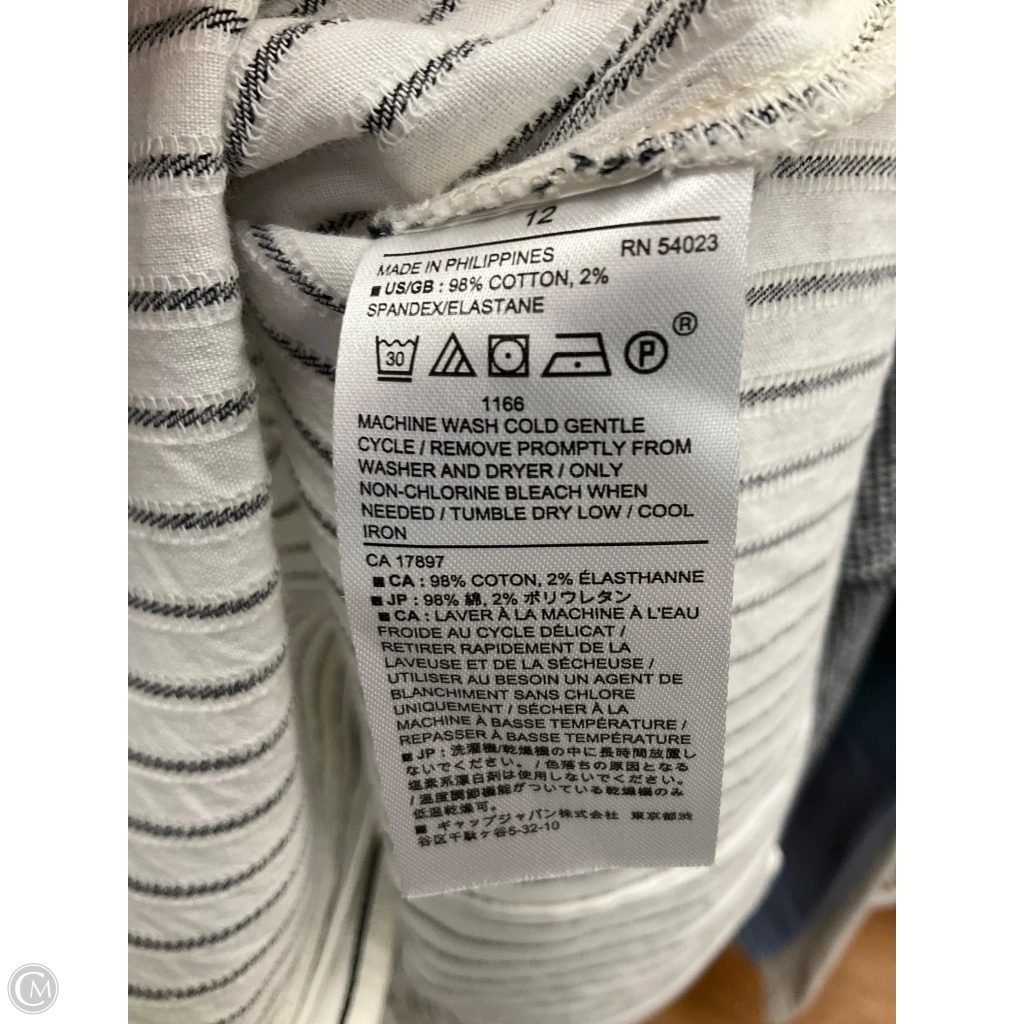 12
MADE IN PHILIPPINES RN 54023
■ US/GB : 98% COTTON, 2%
SPANDEX/ELASTANE
30 P ®
1166
MACHINE WASH COLD GENTLE
CYCLE / REMOVE PROMPTLY FROM
WASHER AND DRYER / ONLY
NON-CHLORINE BLEACH WHEN
NEEDED / TUMBLE DRY LOW / COOL
IRON
CA 17897
■ CA : 98% COTON, 2% ÉLASTHANNE
■ JP : 98% 綿, 2% ポリウレタン
■ CA : LAVER À LA MACHINE À L'EAU
FROIDE AU CYCLE DÉLICAT /
RETIRER RAPIDEMENT DE LA
LAVEUSE ET DE LA SÉCHEUSE /
UTILISER AU BESOIN UN AGENT DE
BLANCHIMENT SANS CHLORE
UNIQUEMENT / SÉCHER À LA
MACHINE À BASSE TEMPÉRATURE /
REPASSER À BASSE TEMPÉRATURE
■ JP : 洗濯機/乾燥機の中に長時間放置し
ないでください。 / 色落ちの原因となる
塩素系漂白剤は使用しないでください。
/ 温度調節機能がついている乾燥機のみ
低温乾燥可。
■ ギャップジャパン株式会社 東京都渋
谷区千駄ヶ谷5-32-10
CM